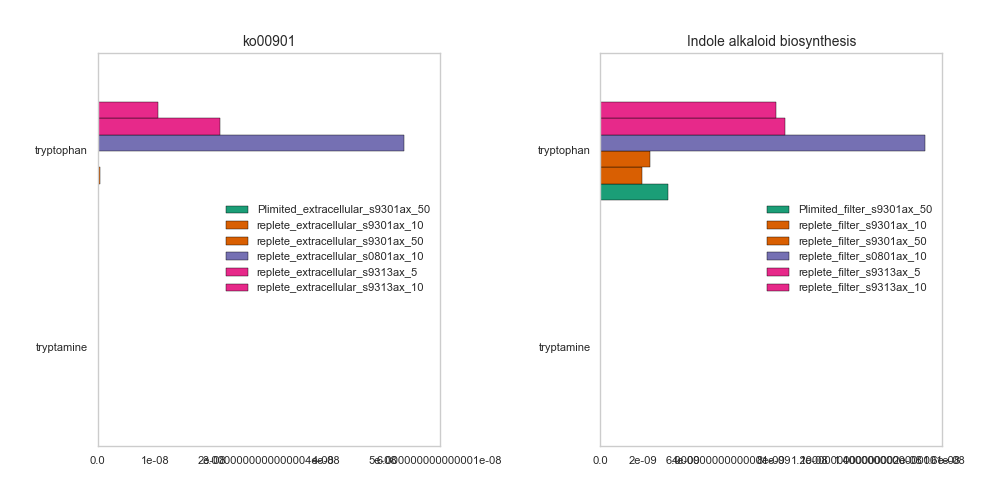 ko00901
tryptophan
tryptamine
Plimited_extracellular_s9301ax_50
replete_extracellular_s9301ax_10
replete_extracellular_s9301ax_50
replete_extracellular_s0801ax_10
replete_extracellular_s9313ax_5
replete_extracellular_s9313ax_10
0.0 1e-08
Indole alkaloid biosynthesis
tryptophan
tryptamine
Plimited_filter_s9301ax_50
replete_filter_s9301ax_10
replete_filter_s9301ax_50
replete_filter_s0801ax_10
replete_filter_s9313ax_5
replete_filter_s9313ax_10
0.0 2e-09